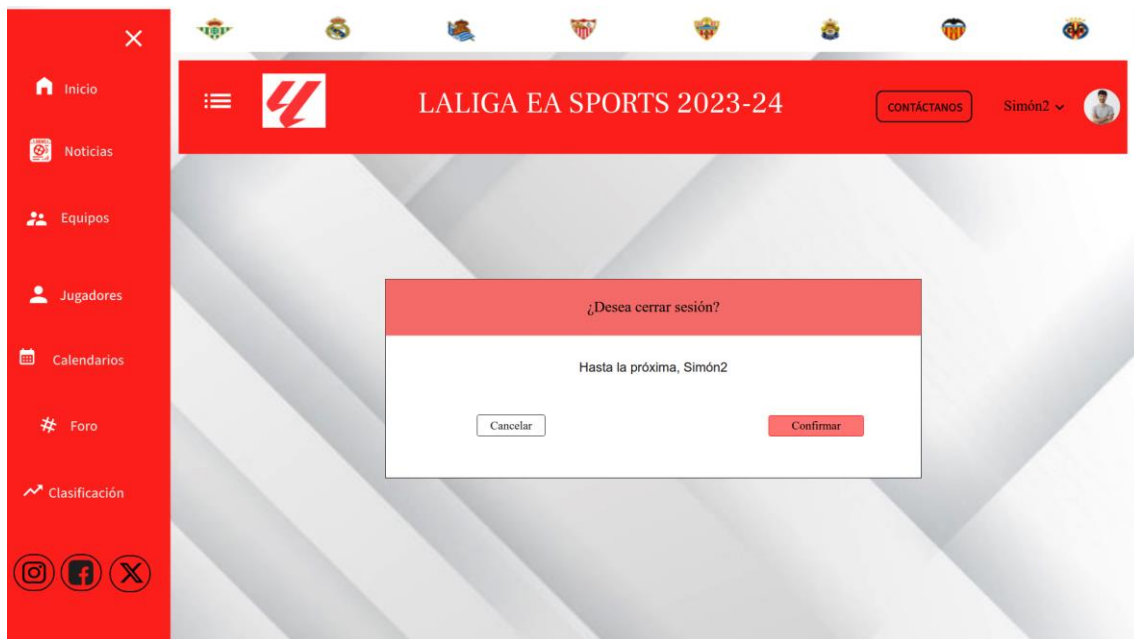 Inicio
Noticias
Equipos
Jugadores
Calendarios
# Foro
Clasificación
LALIGA EA SPORTS 2023-24
CONTÁCTANOS
Simón2
¿Desea cerrar sesión?
Hasta la próxima, Simón2
Cancelar
Confirmar